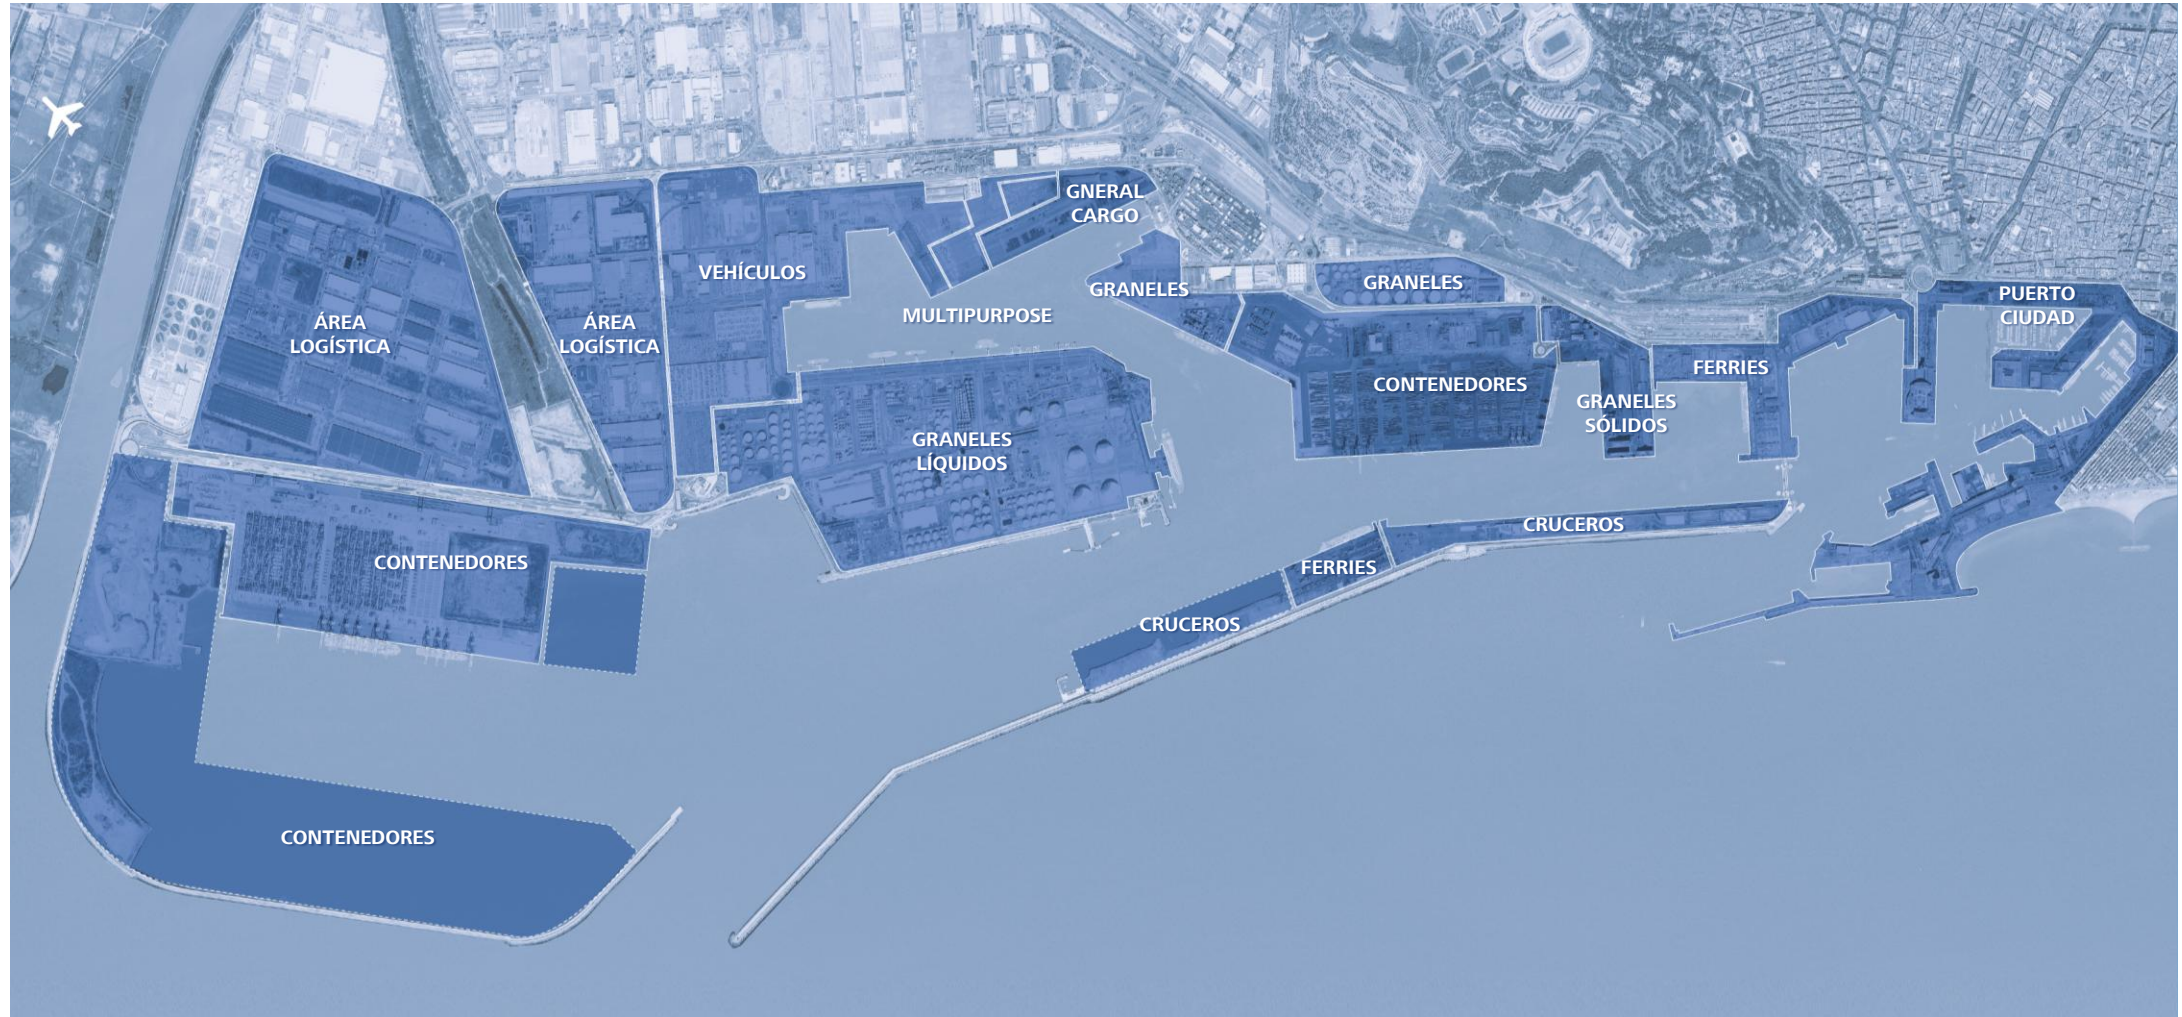 GNERAL
CARGO
VEHÍCULOS
GRANELES
GRANELES
PUERTO
CIUDAD
MULTIPURPOSE
ÁREA
LOGÍSTICA
ÁREA
LOGÍSTICA
FERRIES
CONTENEDORES
GRANELES
SÓLIDOS
GRANELES
LÍQUIDOS
CRUCEROS
CONTENEDORES
FERRIES
CRUCEROS
CONTENEDORES